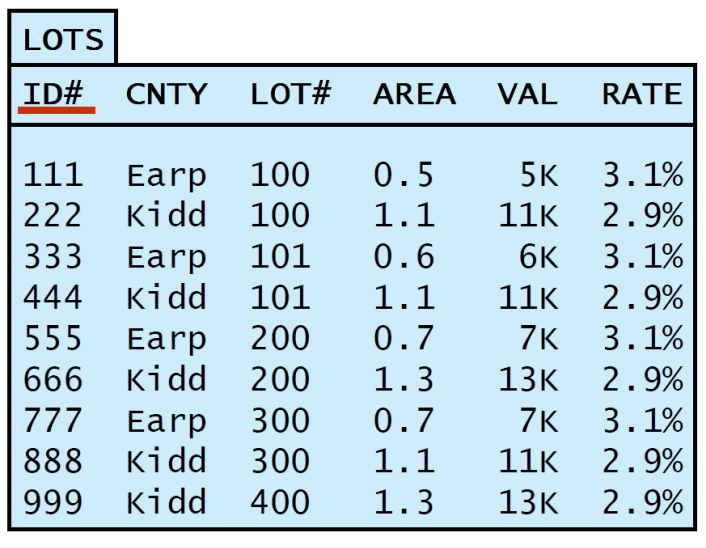 LOTS
ID# CNTY LOT# AREA VAL RATE
111 Earp 100 0.5 5K 3.1%
222 Kidd 100 1.1 11K 2.9%
333 Earp 101 0.6 6K 3.1%
444 Kidd 101 1.1 11K 2.9%
555 Earp 200 0.7 7K 3.1%
666 Kidd 200 1.3 13K 2.9%
777 Earp 300 0.7 7K 3.1%
888 Kidd 300 1.1 11K 2.9%
999 Kidd 400 1.3 13K 2.9%